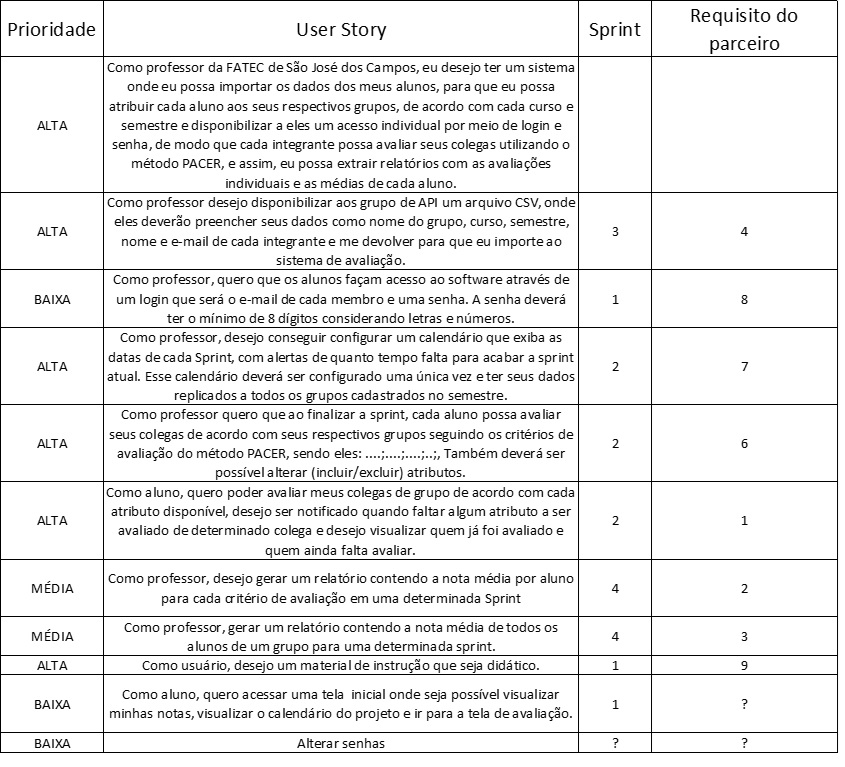 Prioridade User Story Sprint Requisito do
parceiro
Como professor da FATEC de São José dos Campos, eu desejo ter um sistema
onde eu possa importar os dados dos meus alunos, para que eu possa
atribuir cada aluno aos seus respectivos grupos, de acordo com cada curso e
ALTA semestre e disponibilizar a eles um acesso individual por meio de login e
senha, de modo que cada integrante possa avaliar seus colegas utilizando o
método PACER, e assim, eu possa extrair relatórios com as avaliações
individuais e as médias de cada aluno.
Como professor desejo disponibilizar aos grupo de API um arquivo CSV, onde
eles deverão preencher seus dados como nome do grupo, curso, semestre,
ALTA nome e e-mail de cada integrante e me devolver para que eu importe ao 3 4
sistema de avaliação.
Como professor, quero que os alunos façam acesso ao software através de
BAIXA um login que será o e-mail de cada membro e uma senha. A senha deverá 1 8
ter o mínimo de 8 dígitos considerando letras e números.
Como professor, desejo conseguir configurar um calendário que exiba as
datas de cada Sprint, com alertas de quanto tempo falta para acabar a sprint
ALTA atual. Esse calendário deverá ser configurado uma única vez e ter seus dados 2 7
replicados a todos os grupos cadastrados no semestre.
Como professor quero que ao finalizar a sprint, cada aluno possa avaliar
seus colegas de acordo com seus respectivos grupos seguindo os critérios de
ALTA avaliação do método PACER, sendo eles: ....;....;....;..;, Também deverá ser 2 6
possível alterar (incluir/excluir) atributos.
Como aluno, quero poder avaliar meus colegas de grupo de acordo com cada
atributo disponível, desejo ser notificado quando faltar algum atributo a ser
ALTA avaliado de determinado colega e desejo visualizar quem já foi avaliado e 2 1
quem ainda falta avaliar.
MÉDIA Como professor, desejo gerar um relatório contendo a nota média por aluno 4 2
para cada critério de avaliação em uma determinada Sprint
MÉDIA Como professor, gerar um relatório contendo a nota média de todos os 4 3
alunos de um grupo para uma determinada sprint.
ALTA Como usuário, desejo um material de instrução que seja didático. 1 9
BAIXA Como aluno, quero acessar uma tela inicial onde seja possível visualizar 1 ?
minhas notas, visualizar o calendário do projeto e ir para a tela de avaliação.
BAIXA Alterar senhas ? ?